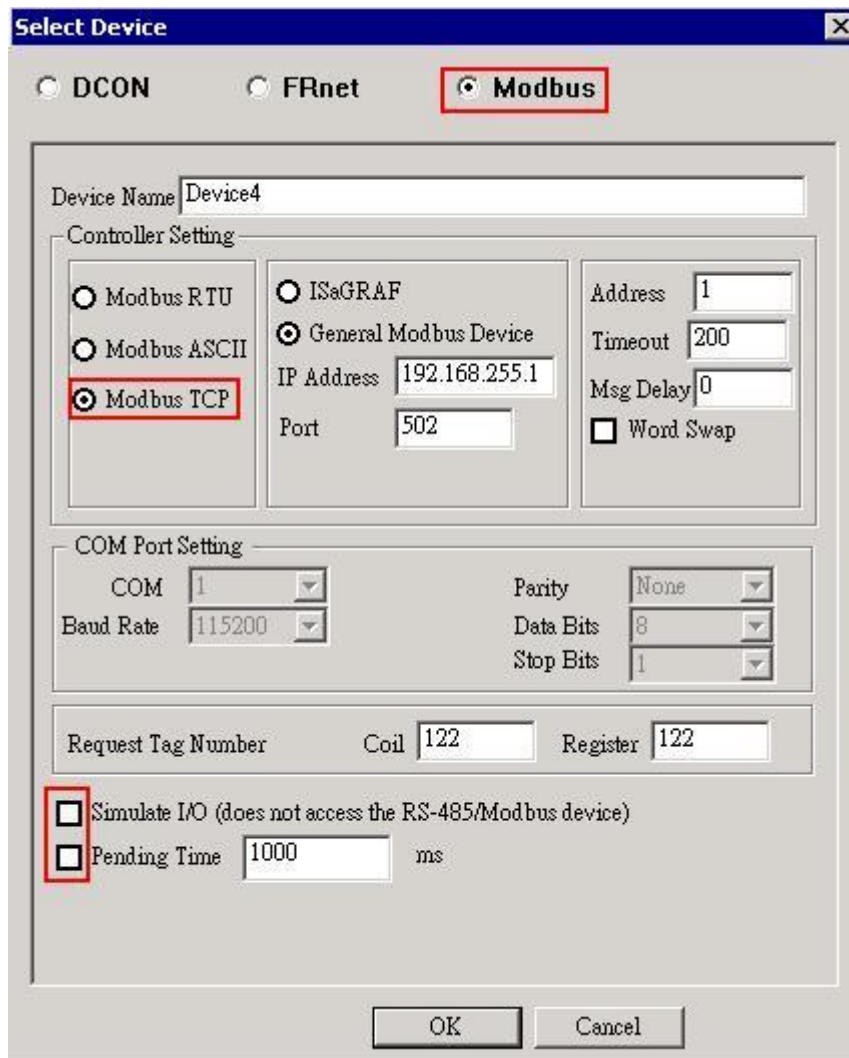 Select Device
DCON FRnet Modbus
Device Name Device4
Controller Setting
Modbus RTU
Modbus ASCII
Modbus TCP
ISaGRAF
General Modbus Device
IP Address 192.168.255.1
Port 502
Address 1
Timeout 200
Msg Delay 0
Word Swap
COM Port Setting
COM 1
Baud Rate 115200
Parity None
Data Bits 8
Stop Bits 1
Request Tag Number Coil 122 Register 122
Simulate I/O (does not access the RS-485/Modbus device)
Pending Time 1000 ms
OK Cancel